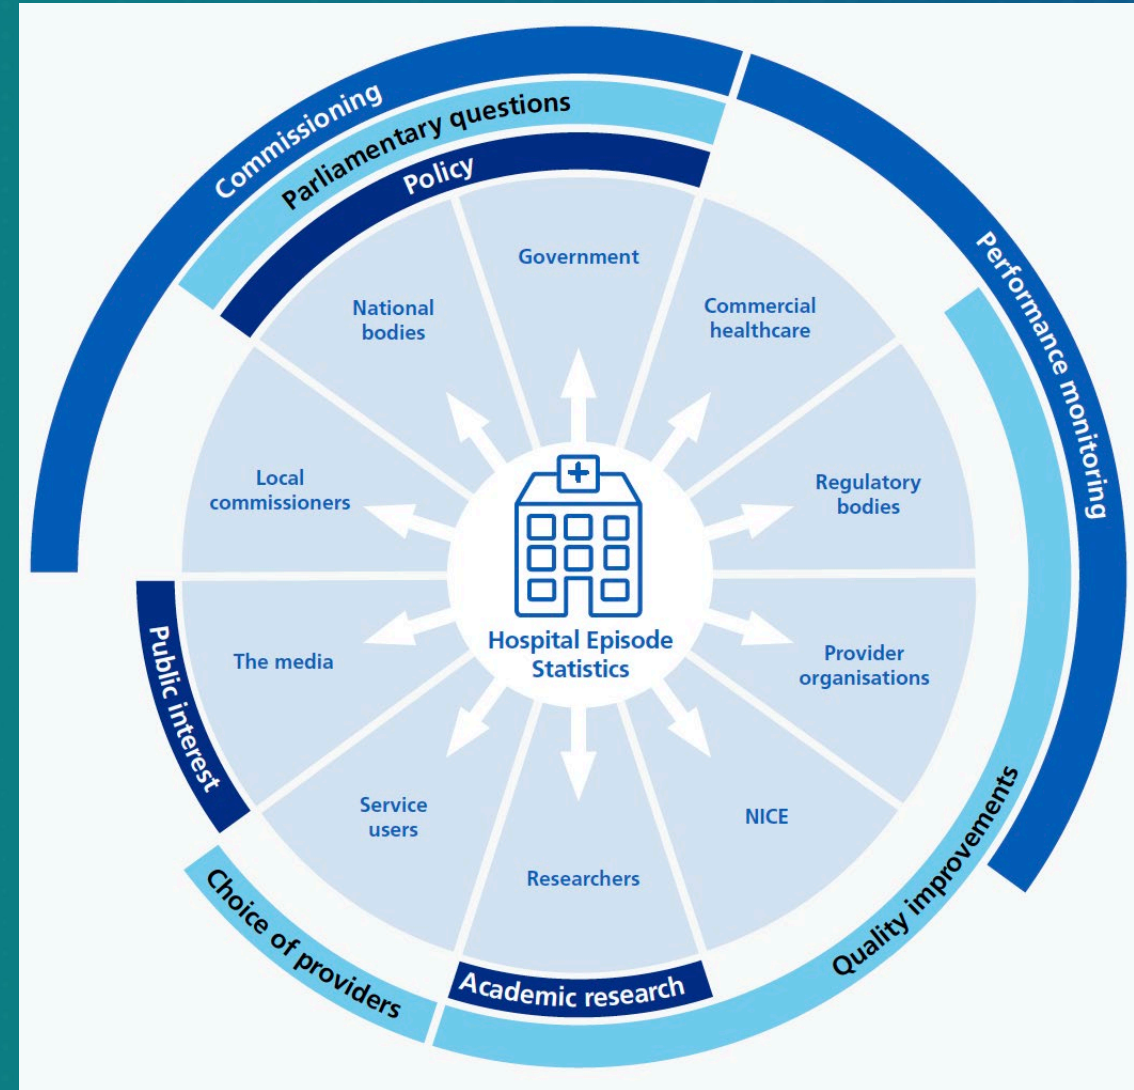 Commissioning
Parliamentary questions
Policy
Performance monitoring
Government
National
bodies
Commercial
healthcare
Local
commissioners
Regulatory
bodies
Hospital Episode
Statistics
The media
Provider
organisations
Public interest
Service
users
NICE
Researchers
Choice of providers
Academic research
Quality improvements